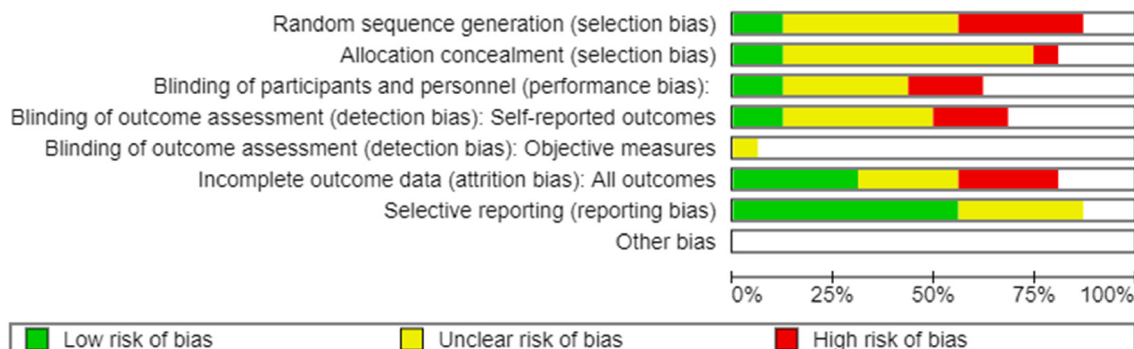 Random sequence generation (selection bias)
Allocation concealment (selection bias)
Blinding of participants and personnel (performance bias):
Blinding of outcome assessment (detection bias): Self-reported outcomes
Blinding of outcome assessment (detection bias): Objective measures
Incomplete outcome data (attrition bias): All outcomes
Selective reporting (reporting bias)
Other bias
0% 25% 50% 75% 100%
Low risk of bias Unclear risk of bias High risk of bias